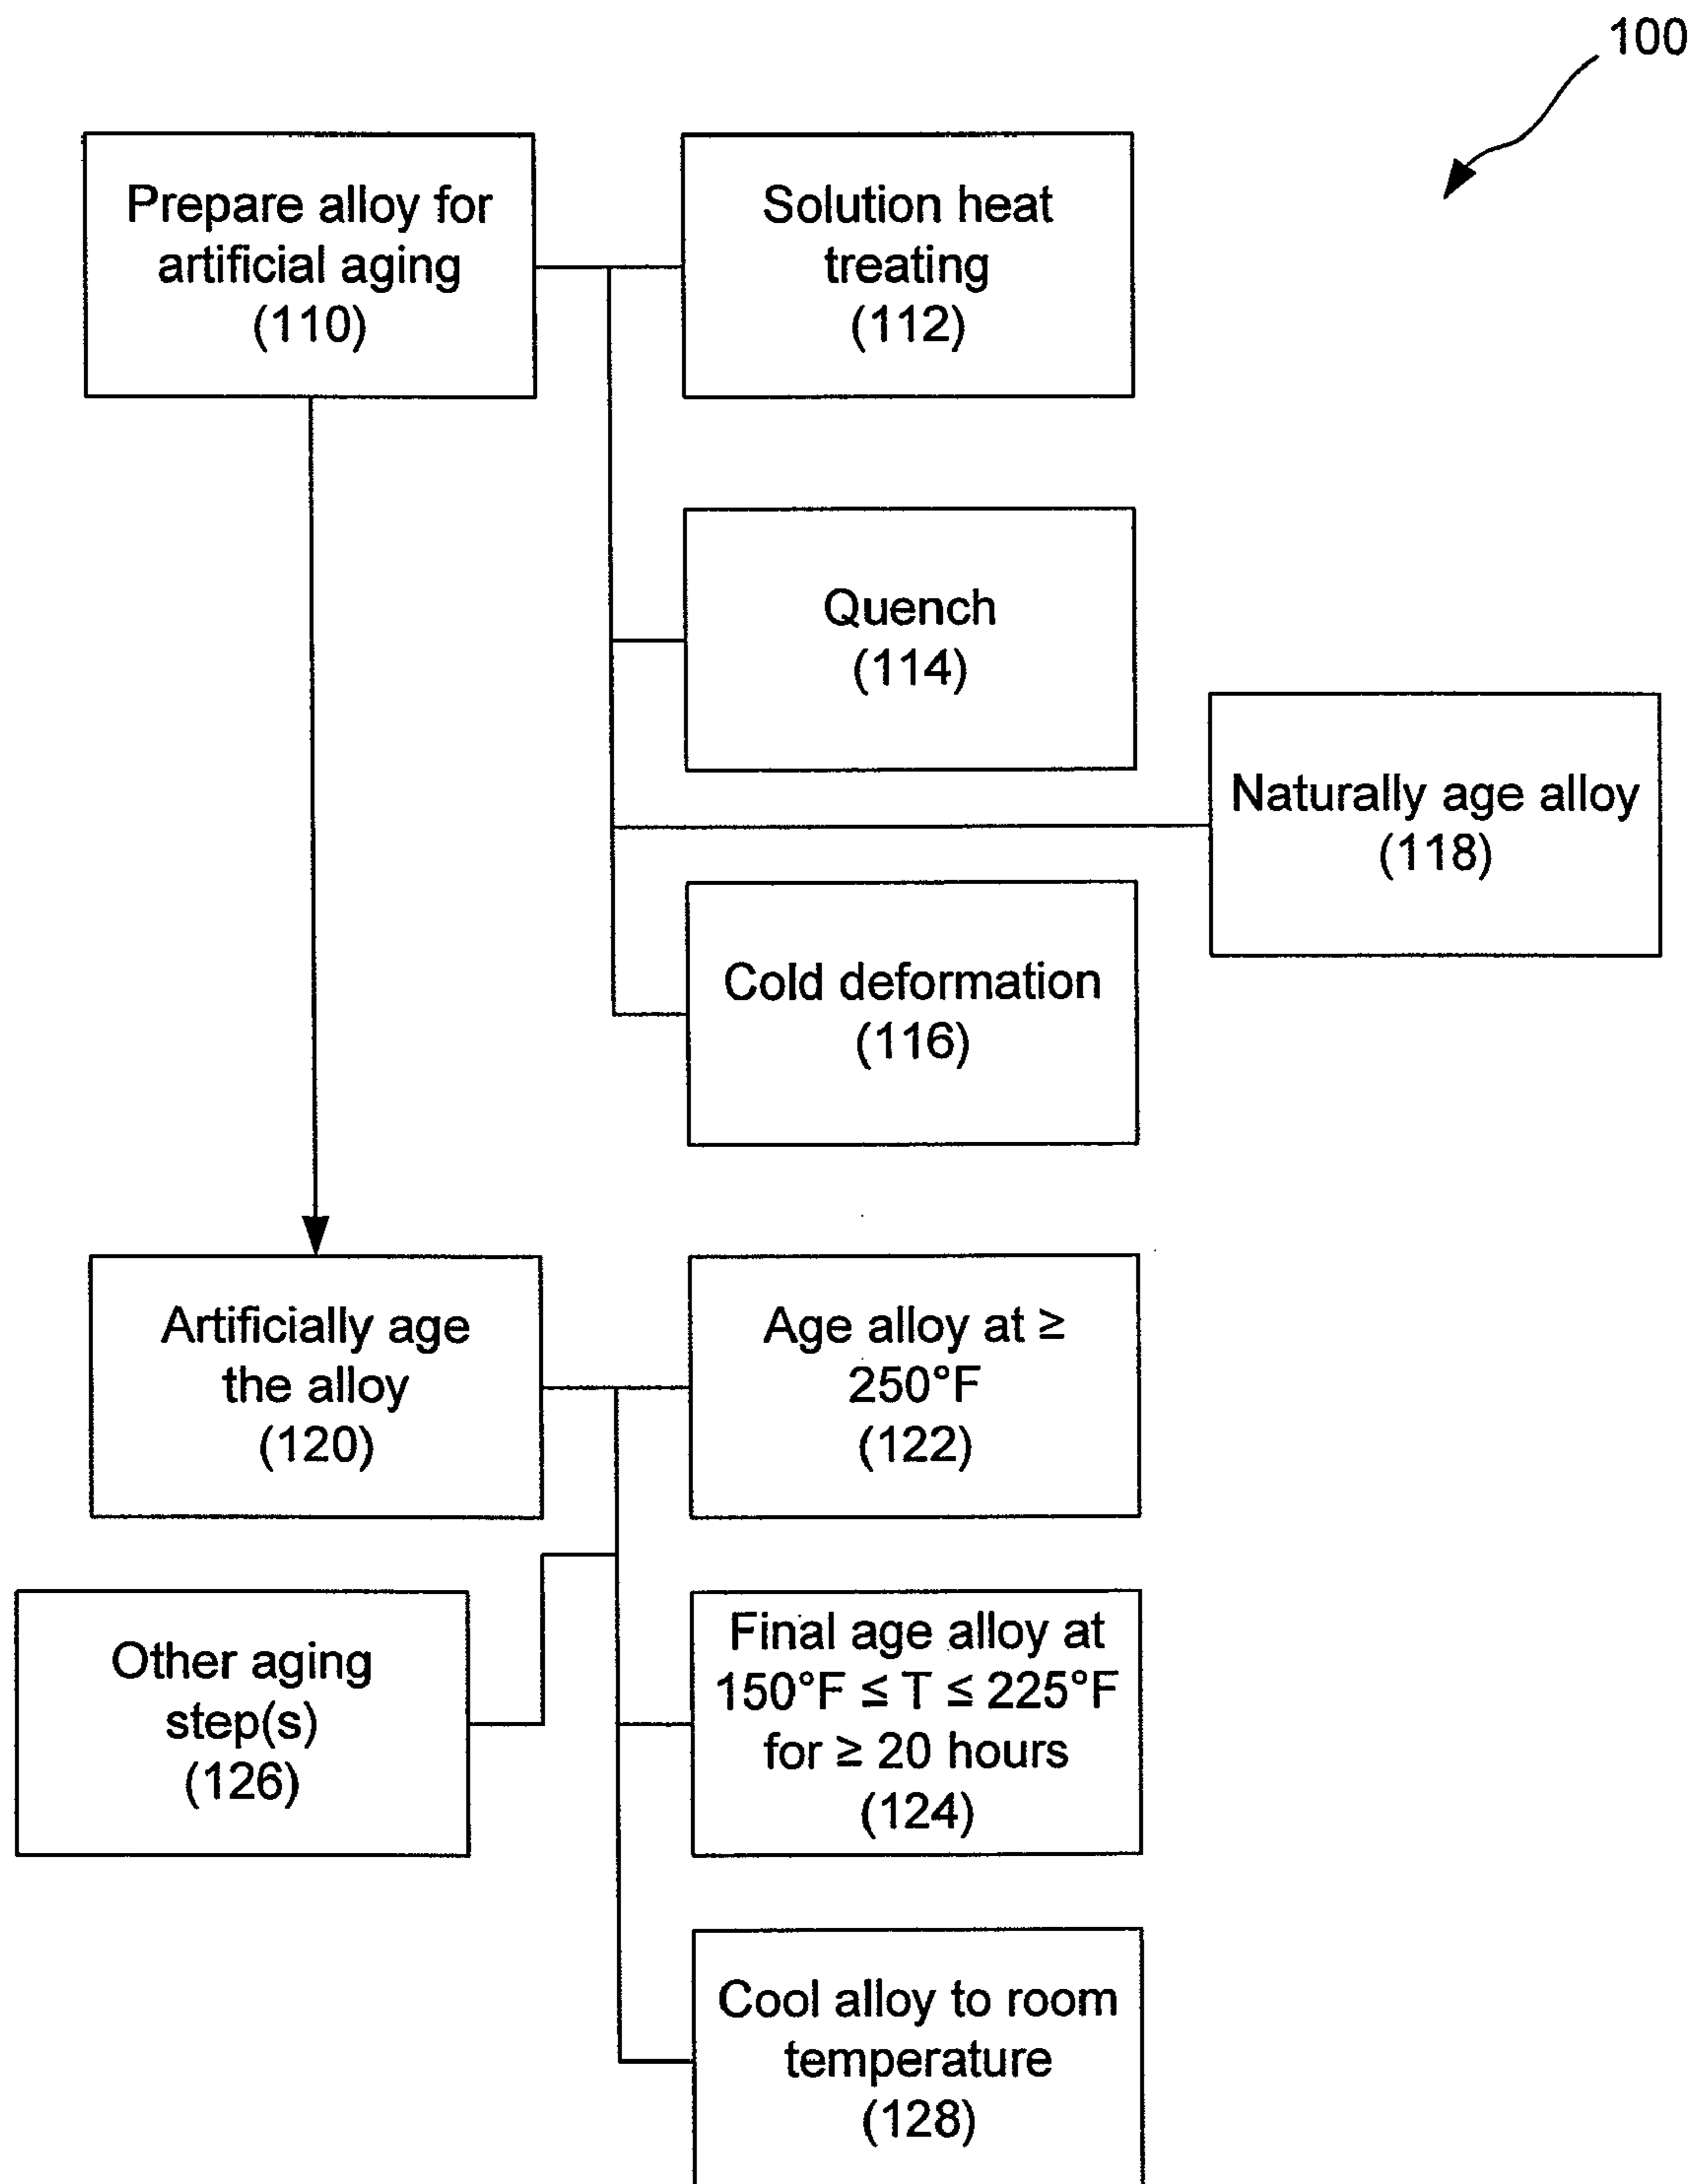 100
Prepare alloy for
artificial aging
(110)
Solution heat
treating
(112)
Quench
(114)
Naturally age alloy
(118)
Cold deformation
(116)
Artificially age
the alloy
(120)
Age alloy at ≥
250°F
(122)
Other aging
step(s)
(126)
Final age alloy at
150°F ≤ T ≤ 225°F
for ≥ 20 hours
(124)
Cool alloy to room
temperature
(128)